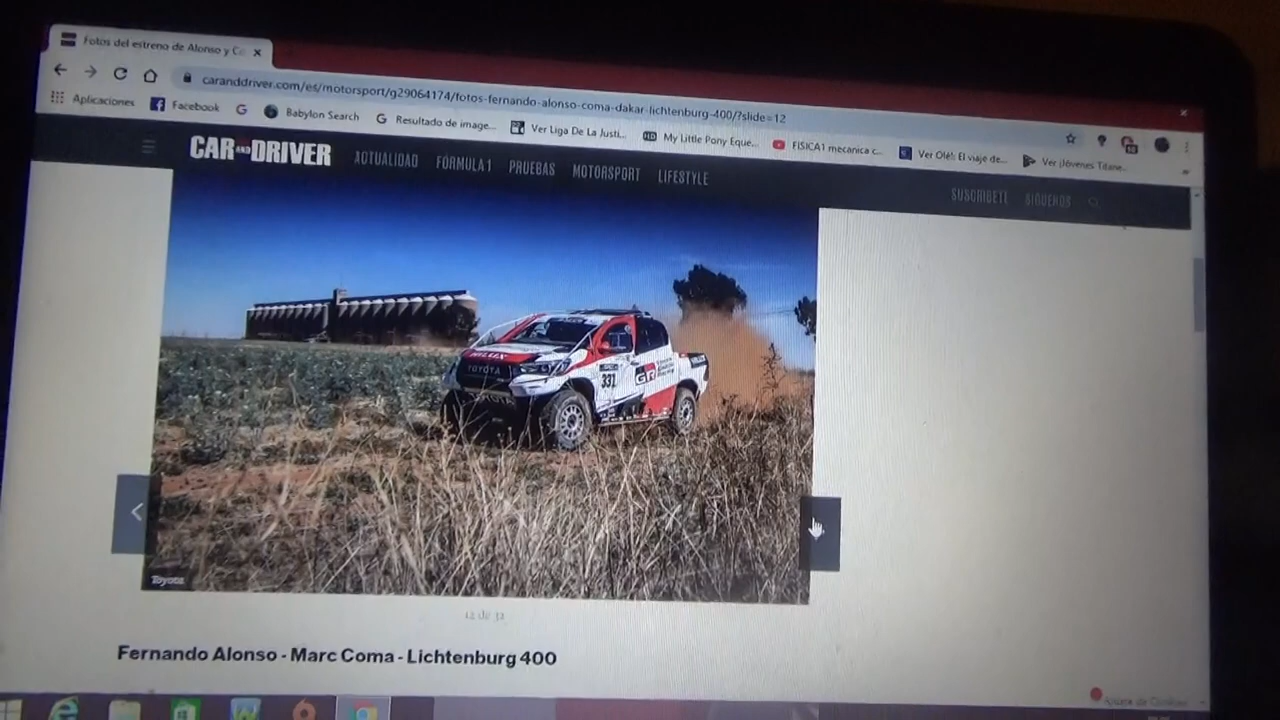 Fotos del estreno de Alonso y C
caranddriver.com/es/motorsport/g29064174/fotos-fernando-alonso-coma-dakar-lichtenburg-400/?slide=12
Aplicaciones Facebook Babylon Search Resultado de image... Ver Liga De La Justi... My Little Pony Eque... FISICA1 mecanica c... Ver Olé!: El viaje de... Ver ¡Jóvenes Titane...
CAR AND DRIVER ACTUALIDAD FÓRMULA 1 PRUEBAS MOTORSPORT LIFESTYLE SUSCRÍBETE SÍGUENOS
HILUX
TOYOTA
331
GR
TOYOTA
Toyota
12 de 32
Fernando Alonso - Marc Coma - Lichtenburg 400